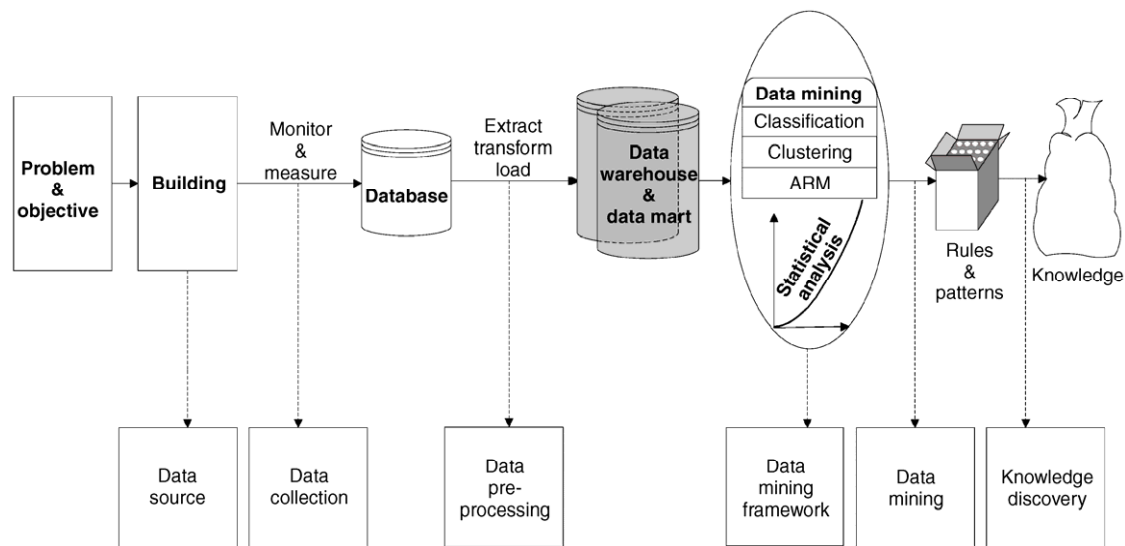 Problem
&
objective
Building
Monitor
&
measure
Database
Extract
transform
load
Data
warehouse
&
data mart
Data mining
Classification
Clustering
ARM
Statistical
analysis
Rules
&
patterns
Knowledge
Data
source
Data
collection
Data
pre-
processing
Data
mining
framework
Data
mining
Knowledge
discovery